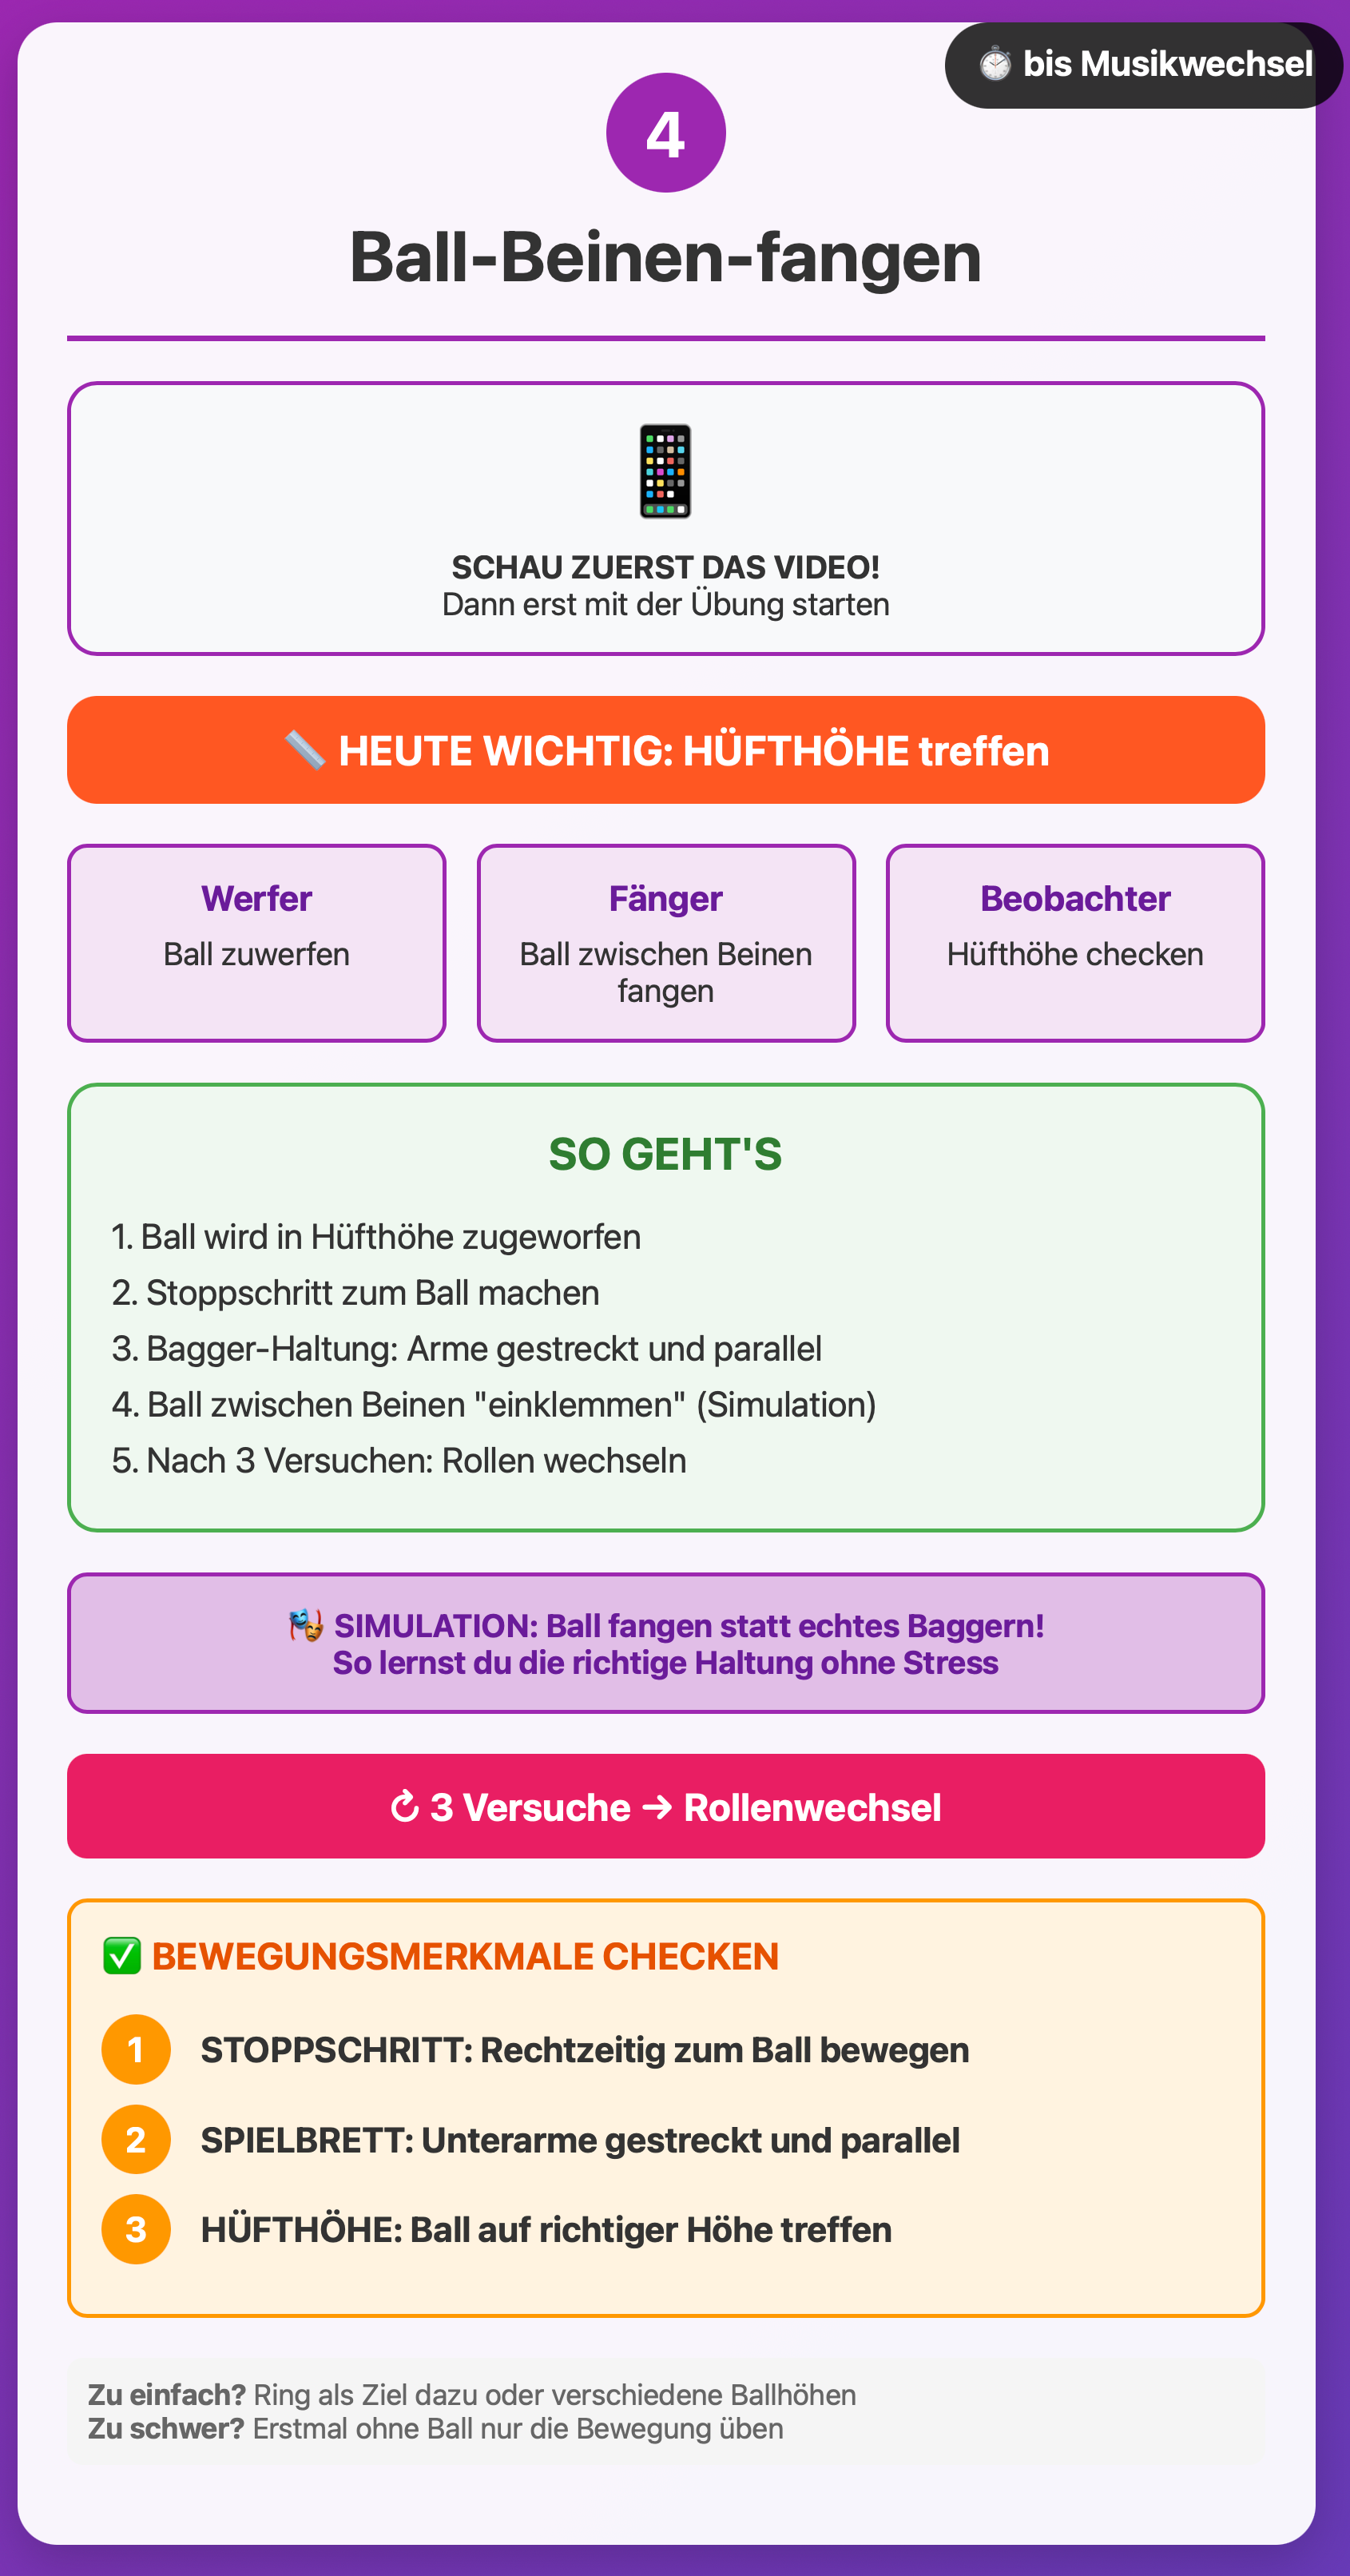 ⏱️ bis Musikwechsel
4
Ball-Beinen-fangen
SCHAU ZUERST DAS VIDEO!
Dann erst mit der Übung starten
📏 HEUTE WICHTIG: HÜFTHÖHE treffen
Werfer
Ball zuwerfen
Fänger
Ball zwischen Beinen
fangen
Beobachter
Hüfthöhe checken
SO GEHT'S
1. Ball wird in Hüfthöhe zugeworfen
2. Stoppschritt zum Ball machen
3. Bagger-Haltung: Arme gestreckt und parallel
4. Ball zwischen Beinen "einklemmen" (Simulation)
5. Nach 3 Versuchen: Rollen wechseln
🎭 SIMULATION: Ball fangen statt echtes Baggern!
So lernst du die richtige Haltung ohne Stress
↻ 3 Versuche → Rollenwechsel
✅ BEWEGUNGSMERKMALE CHECKEN
1 STOPPSCHRITT: Rechtzeitig zum Ball bewegen
2 SPIELBRETT: Unterarme gestreckt und parallel
3 HÜFTHÖHE: Ball auf richtiger Höhe treffen
Zu einfach? Ring als Ziel dazu oder verschiedene Ballhöhen
Zu schwer? Erstmal ohne Ball nur die Bewegung üben